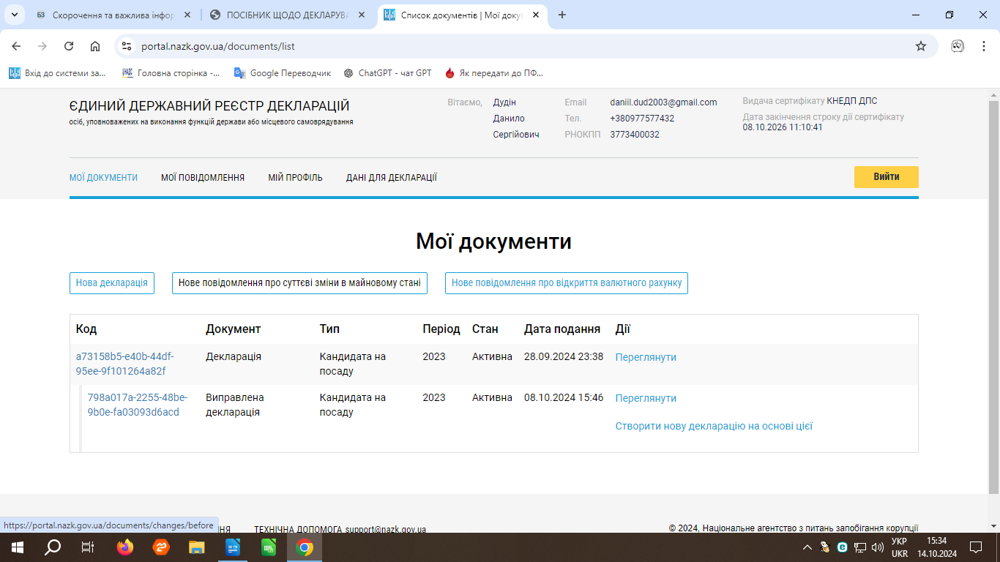 Скорочення та важлива інфор
ПОСІБНИК ЩОДО ДЕКЛАРУВА
Список документів | Мої доку
portal.nazk.gov.ua/documents/list
Вхід до системи за...
Головна сторінка -...
Google Переводчик
ChatGPT - чат GPT
Як передати до ПФ...
ЄДИНИЙ ДЕРЖАВНИЙ РЕЄСТР ДЕКЛАРАЦІЙ
осіб, уповноважених на виконання функцій держави або місцевого самоврядування
Вітаємо, Дудін
Данило
Сергійович
Email daniil.dud2003@gmail.com
Тел. +380977577432
РНОКПП 3773400032
Видача сертифікату КНЕДП ДПС
Дата закінчення строку дії сертифікату
08.10.2026 11:10:41
МОЇ ДОКУМЕНТИ МОЇ ПОВІДОМЛЕННЯ МІЙ ПРОФІЛЬ ДАНІ ДЛЯ ДЕКЛАРАЦІЇ Вийти
Мої документи
Нова декларація Нове повідомлення про суттєві зміни в майновому стані Нове повідомлення про відкриття валютного рахунку
Код Документ Тип Період Стан Дата подання Дії
a73158b5-e40b-44df-
95ee-9f101264a82f
Декларація
Кандидата на
посаду
2023 Активна 28.09.2024 23:38 Переглянути
798a017a-2255-48be-
9b0e-fa03093d6acd
Виправлена
декларація
Кандидата на
посаду
2023 Активна 08.10.2024 15:46 Переглянути
Створити нову декларацію на основі цієї
https://portal.nazk.gov.ua/documents/changes/before
ТЕХНІЧНА ДОПОМОГА support@nazk.gov.ua
© 2024, Національне агентство з питань запобігання корупції
УКР
UKR
15:34
14.10.2024